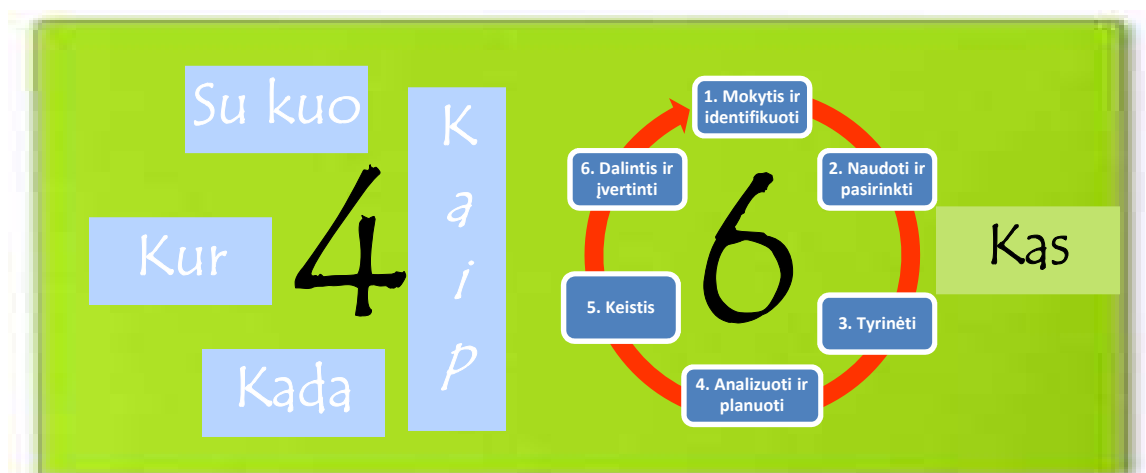 Su kuo
Kur
4
Kada
K
a
i
p
1. Mokytis ir
identifikuoti
2. Naudoti ir
pasirinkti
3. Tyrinėti
4. Analizuoti ir
planuoti
5. Keistis
6. Dalintis ir
įvertinti
6
Kas